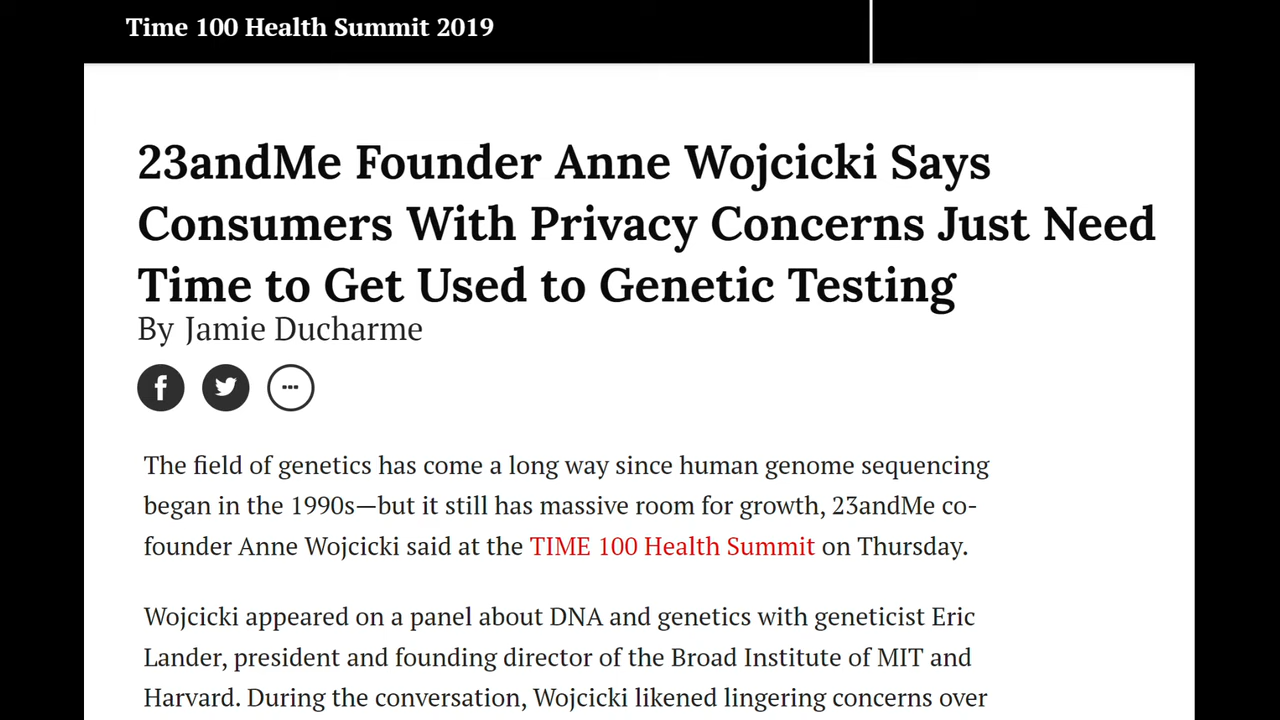 Time 100 Health Summit 2019
23andMe Founder Anne Wojcicki Says
Consumers With Privacy Concerns Just Need
Time to Get Used to Genetic Testing
By Jamie Ducharme
The field of genetics has come a long way since human genome sequencing
began in the 1990s—but it still has massive room for growth, 23andMe co-
founder Anne Wojcicki said at the TIME 100 Health Summit on Thursday.
Wojcicki appeared on a panel about DNA and genetics with geneticist Eric
Lander, president and founding director of the Broad Institute of MIT and
Harvard. During the conversation, Wojcicki likened lingering concerns over